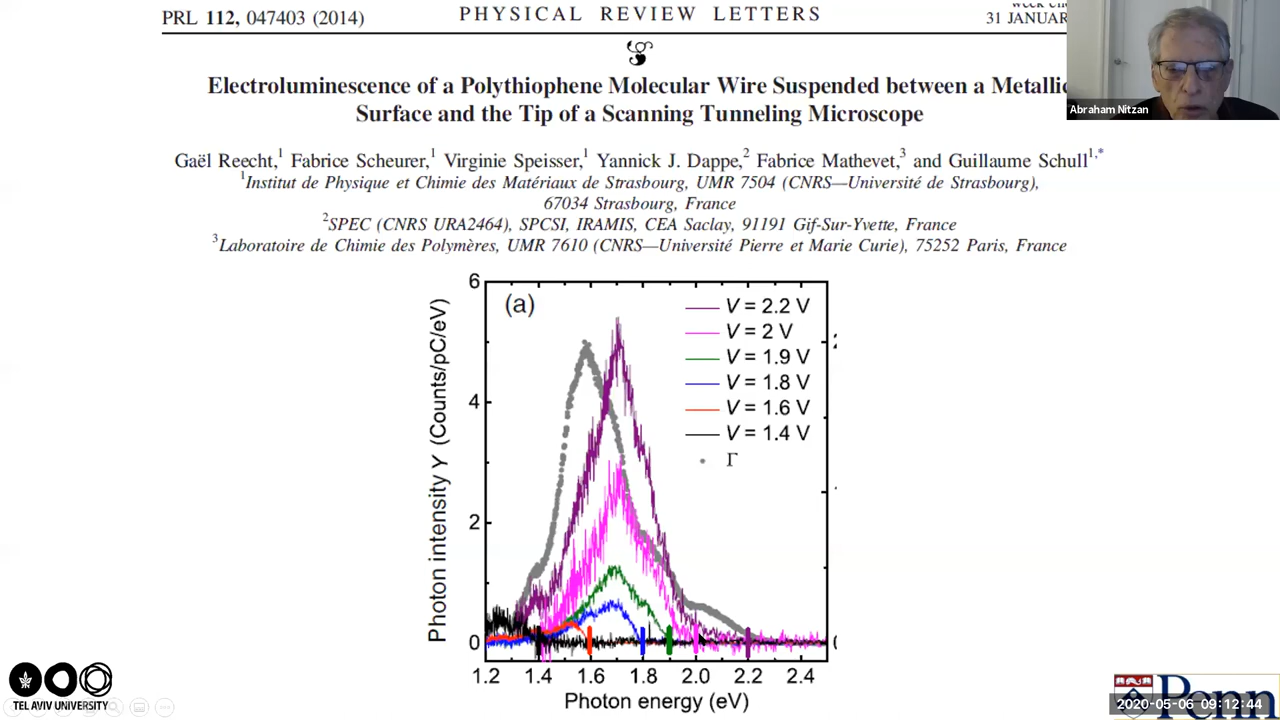 PRL 112, 047403 (2014)
PHYSICAL REVIEW LETTERS
31 JANUAR
Electroluminescence of a Polythiophene Molecular Wire Suspended between a Metallic
Surface and the Tip of a Scanning Tunneling Microscope
Abraham Nitzan
Gaël Reecht,1 Fabrice Scheurer,1 Virginie Speisser,1 Yannick J. Dappe,2 Fabrice Mathevet,3 and Guillaume Schull1,*
1Institut de Physique et Chimie des Matériaux de Strasbourg, UMR 7504 (CNRS—Université de Strasbourg),
67034 Strasbourg, France
2SPEC (CNRS URA2464), SPCSI, IRAMIS, CEA Saclay, 91191 Gif-Sur-Yvette, France
3Laboratoire de Chimie des Polymères, UMR 7610 (CNRS—Université Pierre et Marie Curie), 75252 Paris, France
(a)
V = 2.2 V
V = 2 V
V = 1.9 V
V = 1.8 V
V = 1.6 V
V = 1.4 V
Γ
6
4
2
0
Photon intensity Y (Counts/pC/eV)
1.2 1.4 1.6 1.8 2.0 2.2 2.4
Photon energy (eV)
TEL AVIV UNIVERSITY
Penn
2020-05-06 09:12:44